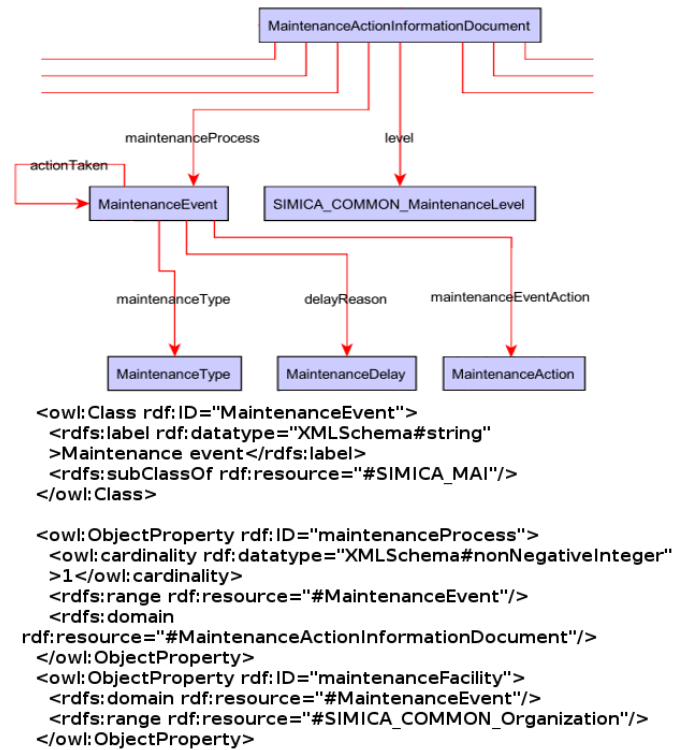 MaintenanceActionInformationDocument
maintenanceProcess
level
actionTaken
MaintenanceEvent
SIMICA_COMMON_MaintenanceLevel
maintenanceType
delayReason
maintenanceEventAction
MaintenanceType
MaintenanceDelay
MaintenanceAction
<owl:Class rdf:ID="MaintenanceEvent">
<rdfs:label rdf:datatype="XMLSchema#string"
>Maintenance event</rdfs:label>
<rdfs:subClassOf rdf:resource="#SIMICA_MAI"/>
</owl:Class>
<owl:ObjectProperty rdf:ID="maintenanceProcess">
<owl:cardinality rdf:datatype="XMLSchema#nonNegativeInteger"
>1</owl:cardinality>
<rdfs:range rdf:resource="#MaintenanceEvent"/>
<rdfs:domain
rdf:resource="#MaintenanceActionInformationDocument"/>
</owl:ObjectProperty>
<owl:ObjectProperty rdf:ID="maintenanceFacility">
<rdfs:domain rdf:resource="#MaintenanceEvent"/>
<rdfs:range rdf:resource="#SIMICA_COMMON_Organization"/>
</owl:ObjectProperty>